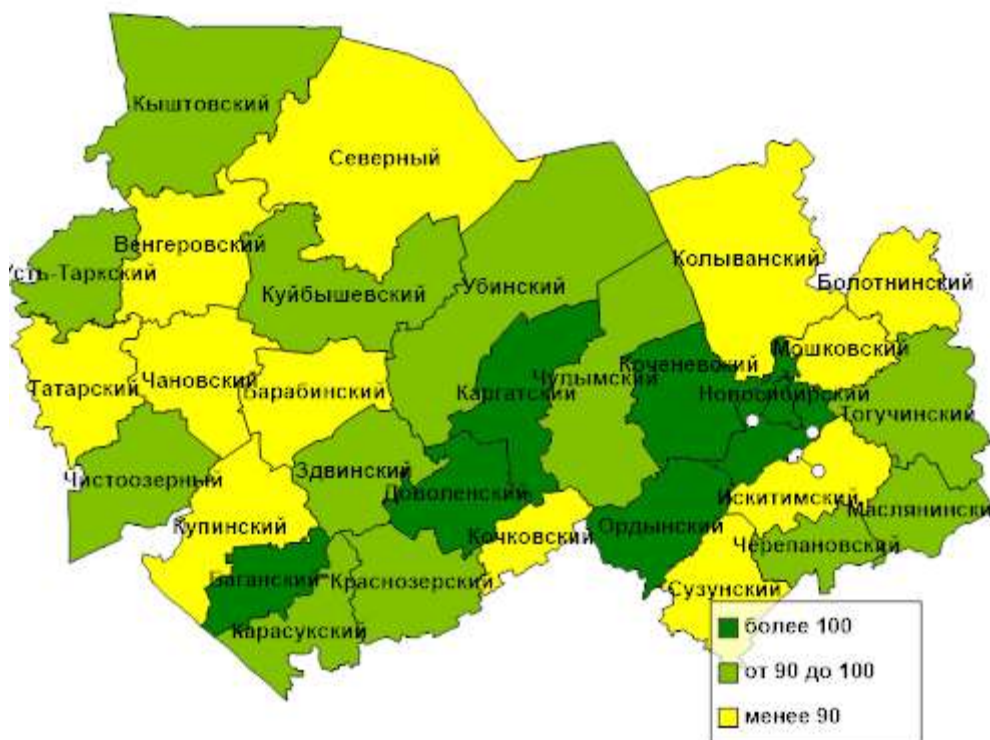 Кыштовский
Северный
Венгеровский
Колыванский
Усть-Таркский
Убинский
Болотнинский
Куйбышевский
Мошковский
Коченевский
Татарский
Чановский
Барабинский
Каргатский
Чулымский
Новосибирский
Тогучинский
Чистоозерный
Здвинский
Доволенский
Искитимский
Маслянинский
Купинский
Кочковский
Ордынский
Черепановский
Баганский
Краснозерский
Сузунский
Карасукский
более 100
от 90 до 100
менее 90